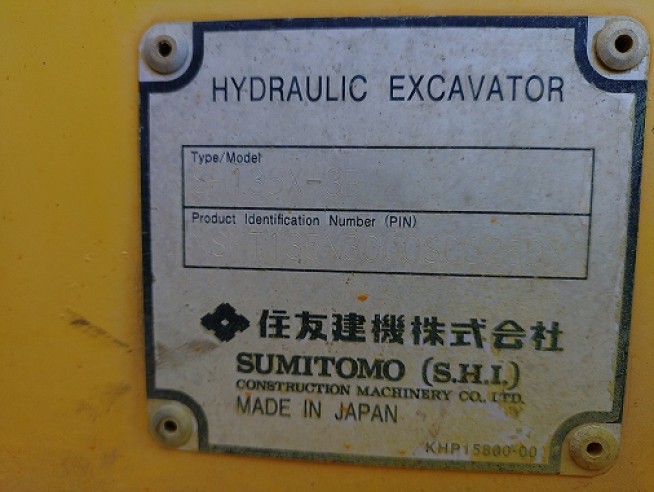 HYDRAULIC EXCAVATOR
Type/Model
Product Identification Number (PIN)
住友建機株式会社
SUMITOMO (S.H.I.)
CONSTRUCTION MACHINERY CO., LTD.
MADE IN JAPAN
KHP15800-00